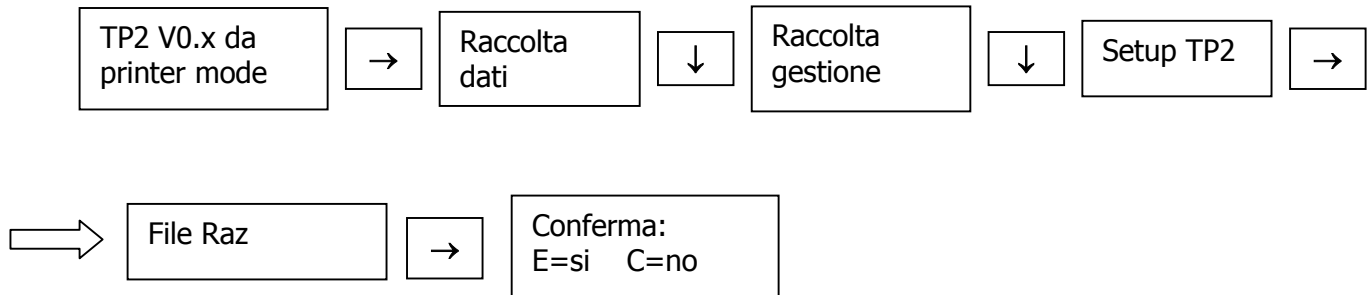 TP2 V0.x da
printer mode
→
Raccolta
dati
↓
Raccolta
gestione
↓
Setup TP2
→
File Raz
→
Conferma:
E=si C=no